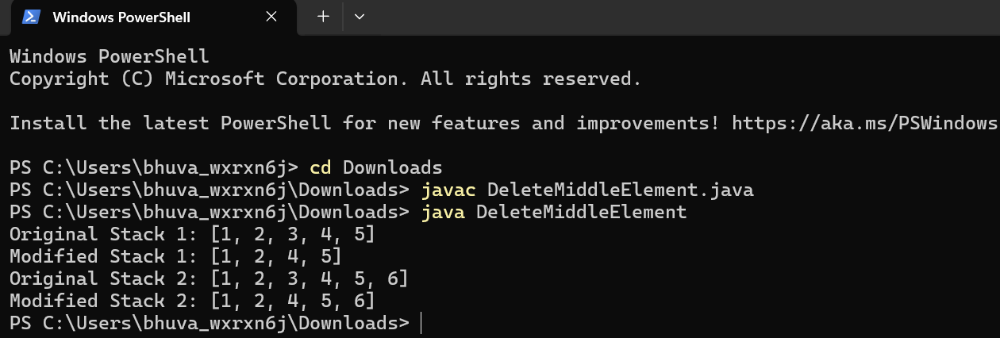 Windows PowerShell
Windows PowerShell
Copyright (C) Microsoft Corporation. All rights reserved.
Install the latest PowerShell for new features and improvements! https://aka.ms/PSWindows
PS C:\Users\bhuva_wxrxn6j> cd Downloads
PS C:\Users\bhuva_wxrxn6j\Downloads> javac DeleteMiddleElement.java
PS C:\Users\bhuva_wxrxn6j\Downloads> java DeleteMiddleElement
Original Stack 1: [1, 2, 3, 4, 5]
Modified Stack 1: [1, 2, 4, 5]
Original Stack 2: [1, 2, 3, 4, 5, 6]
Modified Stack 2: [1, 2, 4, 5, 6]
PS C:\Users\bhuva_wxrxn6j\Downloads>